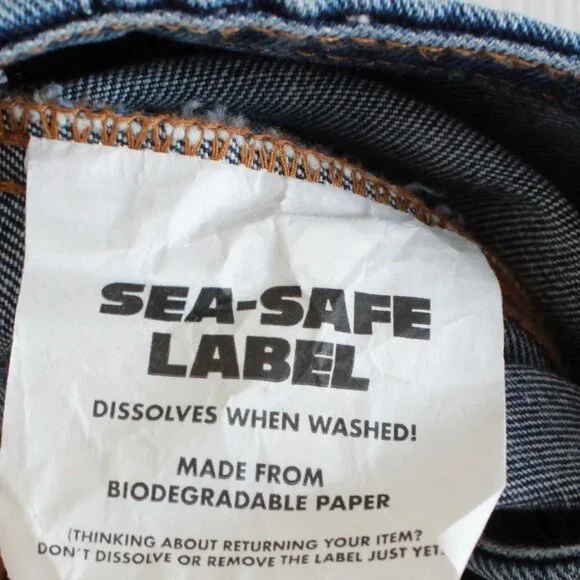 SEA-SAFE
LABEL
DISSOLVES WHEN WASHED!
MADE FROM
BIODEGRADABLE PAPER
(THINKING ABOUT RETURNING YOUR ITEM?
DON'T DISSOLVE OR REMOVE THE LABEL JUST YET.